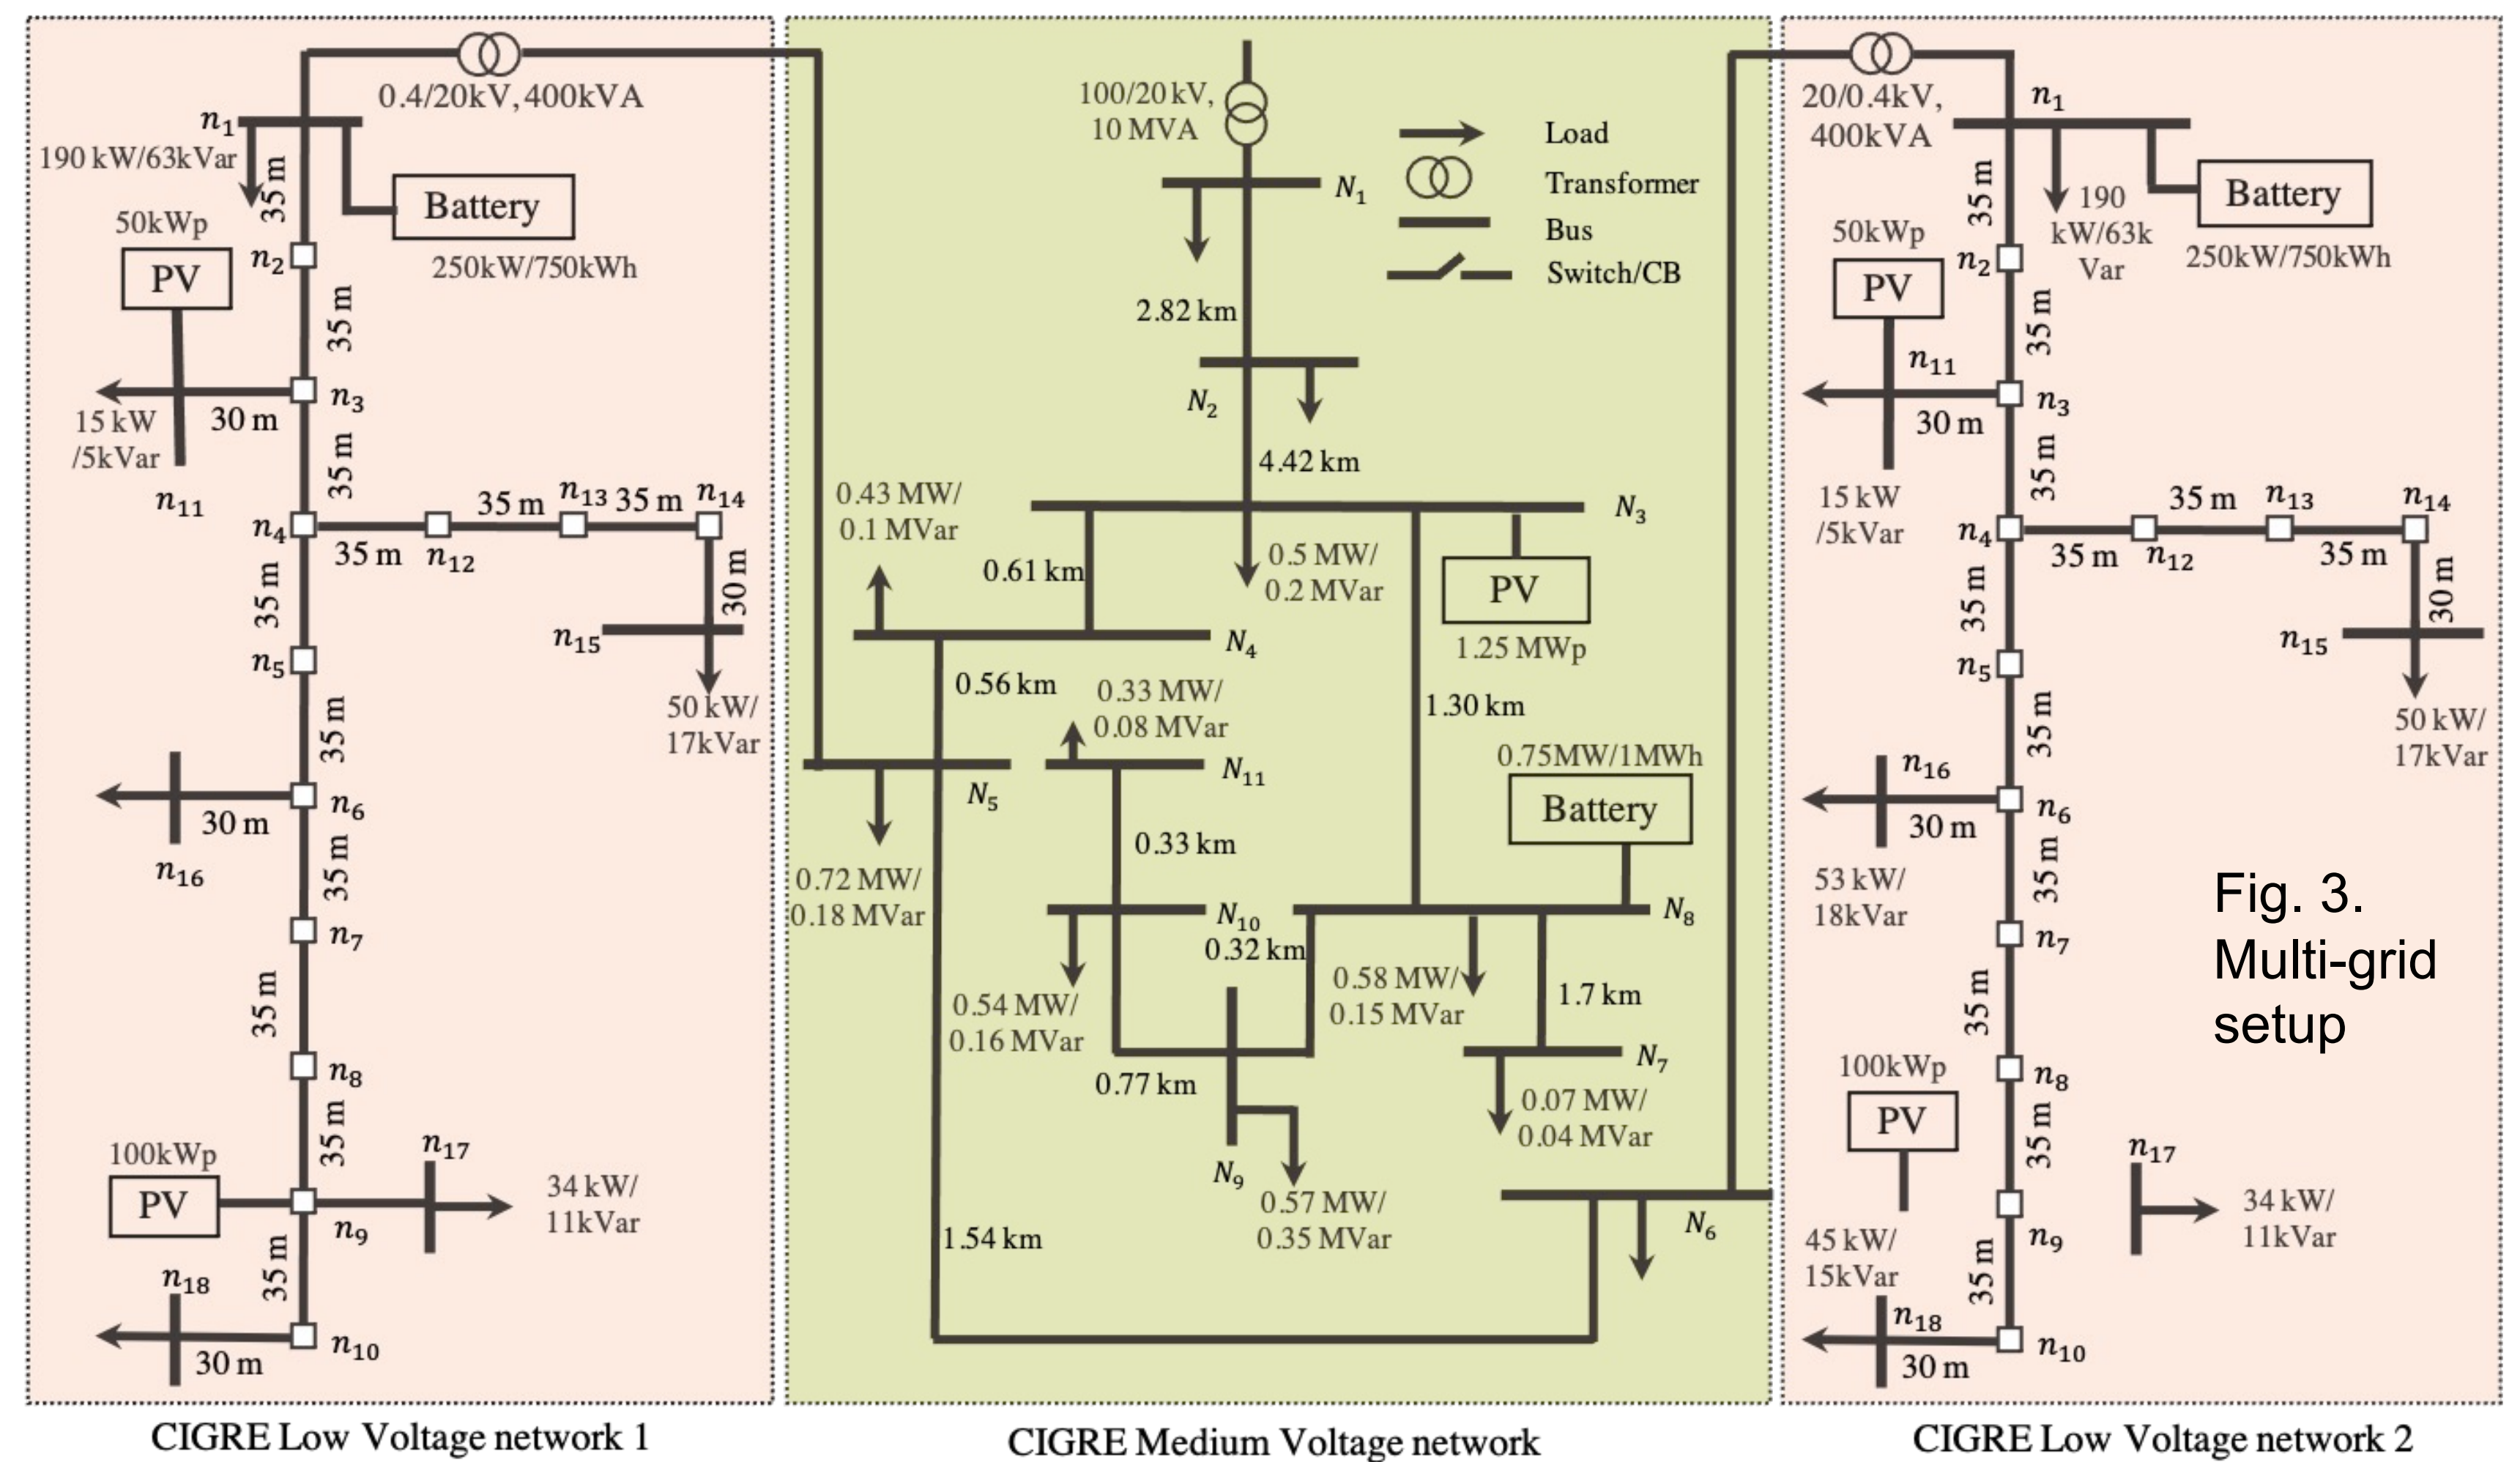 0.4/20kV, 400kVA
n1
190 kW/63kVar
35 m
Battery
250kW/750kWh
50kWp
PV
n2
35 m
n3
15 kW
/5kVar
30 m
n11
35 m
n4
35 m
n12
35 m
n13
35 m
n14
30 m
n15
50 kW/
17kVar
35 m
n5
35 m
n6
30 m
n16
35 m
n7
35 m
n8
35 m
100kWp
PV
n17
34 kW/
11kVar
n9
35 m
n18
30 m
n10
CIGRE Low Voltage network 1
100/20 kV,
10 MVA
Load
Transformer
Bus
Switch/CB
N1
2.82 km
N2
4.42 km
N3
0.43 MW/
0.1 MVar
0.61 km
0.5 MW/
0.2 MVar
PV
1.25 MWp
N4
0.56 km
0.33 MW/
0.08 MVar
1.30 km
N11
N5
0.75MW/1MWh
Battery
0.33 km
0.72 MW/
0.18 MVar
N10
0.32 km
N8
0.54 MW/
0.16 MVar
0.58 MW/
0.15 MVar
1.7 km
N7
0.77 km
0.07 MW/
0.04 MVar
N9
0.57 MW/
0.35 MVar
N6
1.54 km
CIGRE Medium Voltage network
20/0.4kV,
400kVA
n1
35 m
190
kW/63k
Var
Battery
250kW/750kWh
50kWp
PV
n2
35 m
n11
n3
30 m
15 kW
/5kVar
35 m
n4
35 m
n12
35 m
n13
35 m
n14
30 m
n15
50 kW/
17kVar
35 m
n5
35 m
n16
n6
30 m
53 kW/
18kVar
35 m
n7
35 m
n8
35 m
100kWp
PV
n17
34 kW/
11kVar
n9
45 kW/
15kVar
35 m
n18
30 m
n10
Fig. 3.
Multi-grid
setup
CIGRE Low Voltage network 2